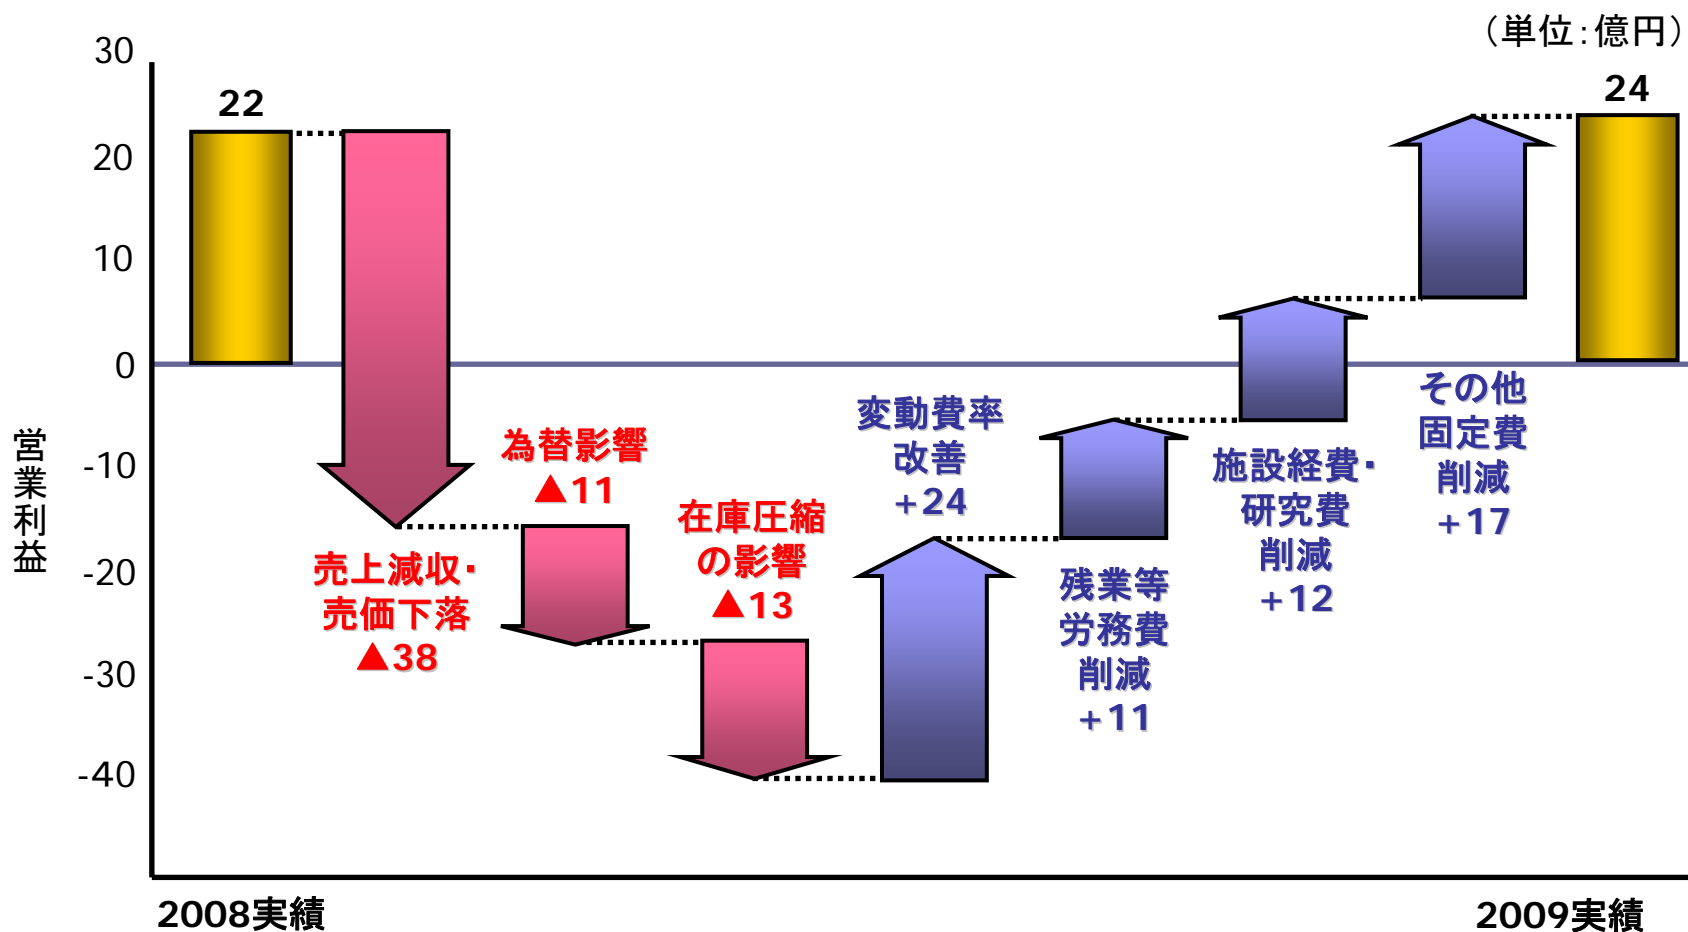 （単位：億円）
30
20
10
0
-10
-20
-30
-40
営業利益
22
売上減収・
売価下落
▲38
為替影響
▲11
在庫圧縮
の影響
▲13
変動費率
改善
+24
残業等
労務費
削減
+11
施設経費・
研究費
削減
+12
その他
固定費
削減
+17
24
2008実績
2009実績